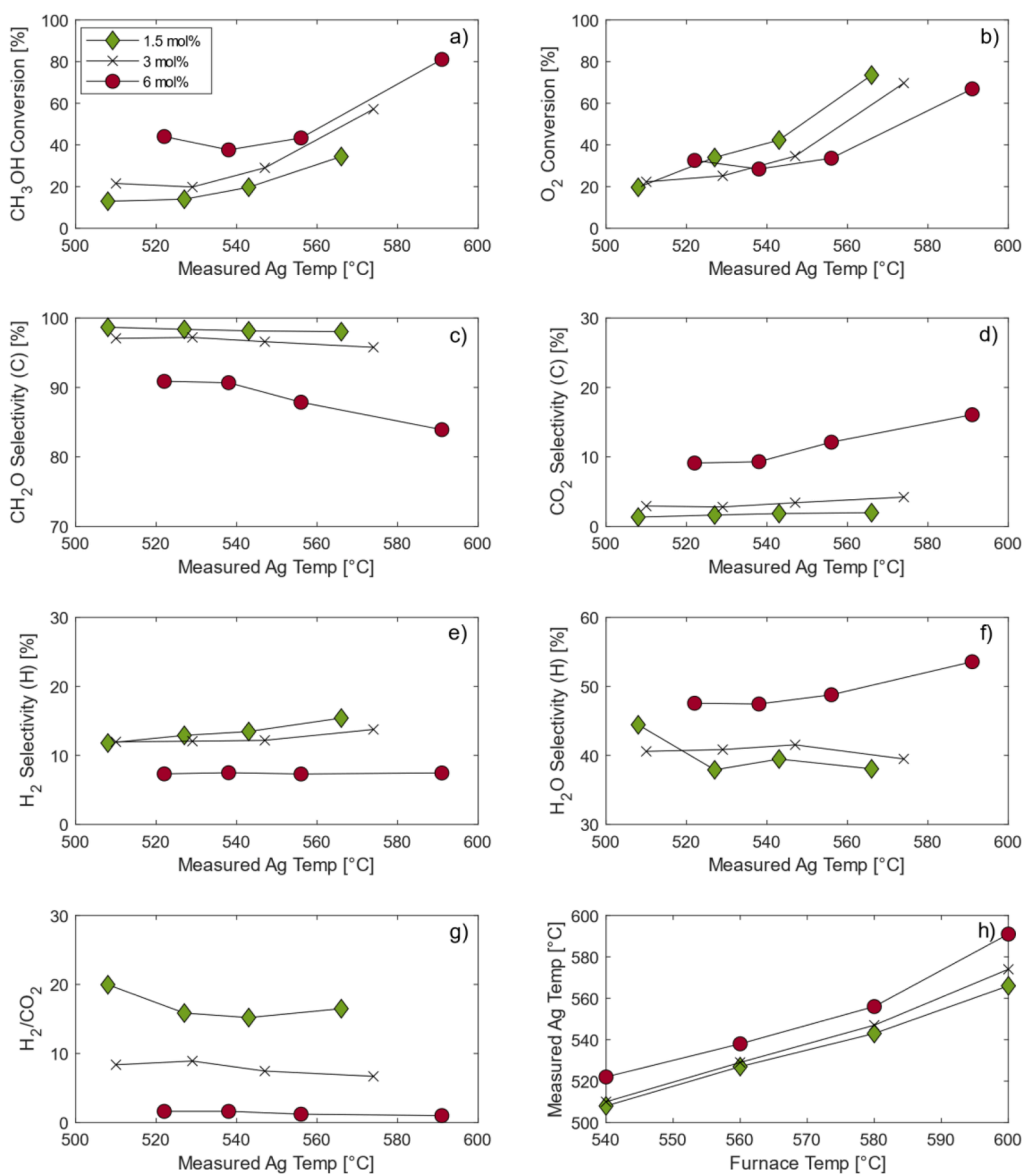 a)
CH3OH Conversion [%]
100
80
60
40
20
0
1.5 mol%
3 mol%
6 mol%
500 520 540 560 580 600
Measured Ag Temp [°C]
b)
O2 Conversion [%]
100
80
60
40
20
0
500 520 540 560 580 600
Measured Ag Temp [°C]
c)
CH2O Selectivity (C) [%]
100
90
80
70
500 520 540 560 580 600
Measured Ag Temp [°C]
d)
CO2 Selectivity (C) [%]
30
20
10
0
500 520 540 560 580 600
Measured Ag Temp [°C]
e)
H2 Selectivity (H) [%]
30
20
10
0
500 520 540 560 580 600
Measured Ag Temp [°C]
f)
H2O Selectivity (H) [%]
60
50
40
30
500 520 540 560 580 600
Measured Ag Temp [°C]
g)
H2/CO2
30
20
10
0
500 520 540 560 580 600
Measured Ag Temp [°C]
h)
Measured Ag Temp [°C]
600
580
560
540
520
500
540 550 560 570 580 590 600
Furnace Temp [°C]